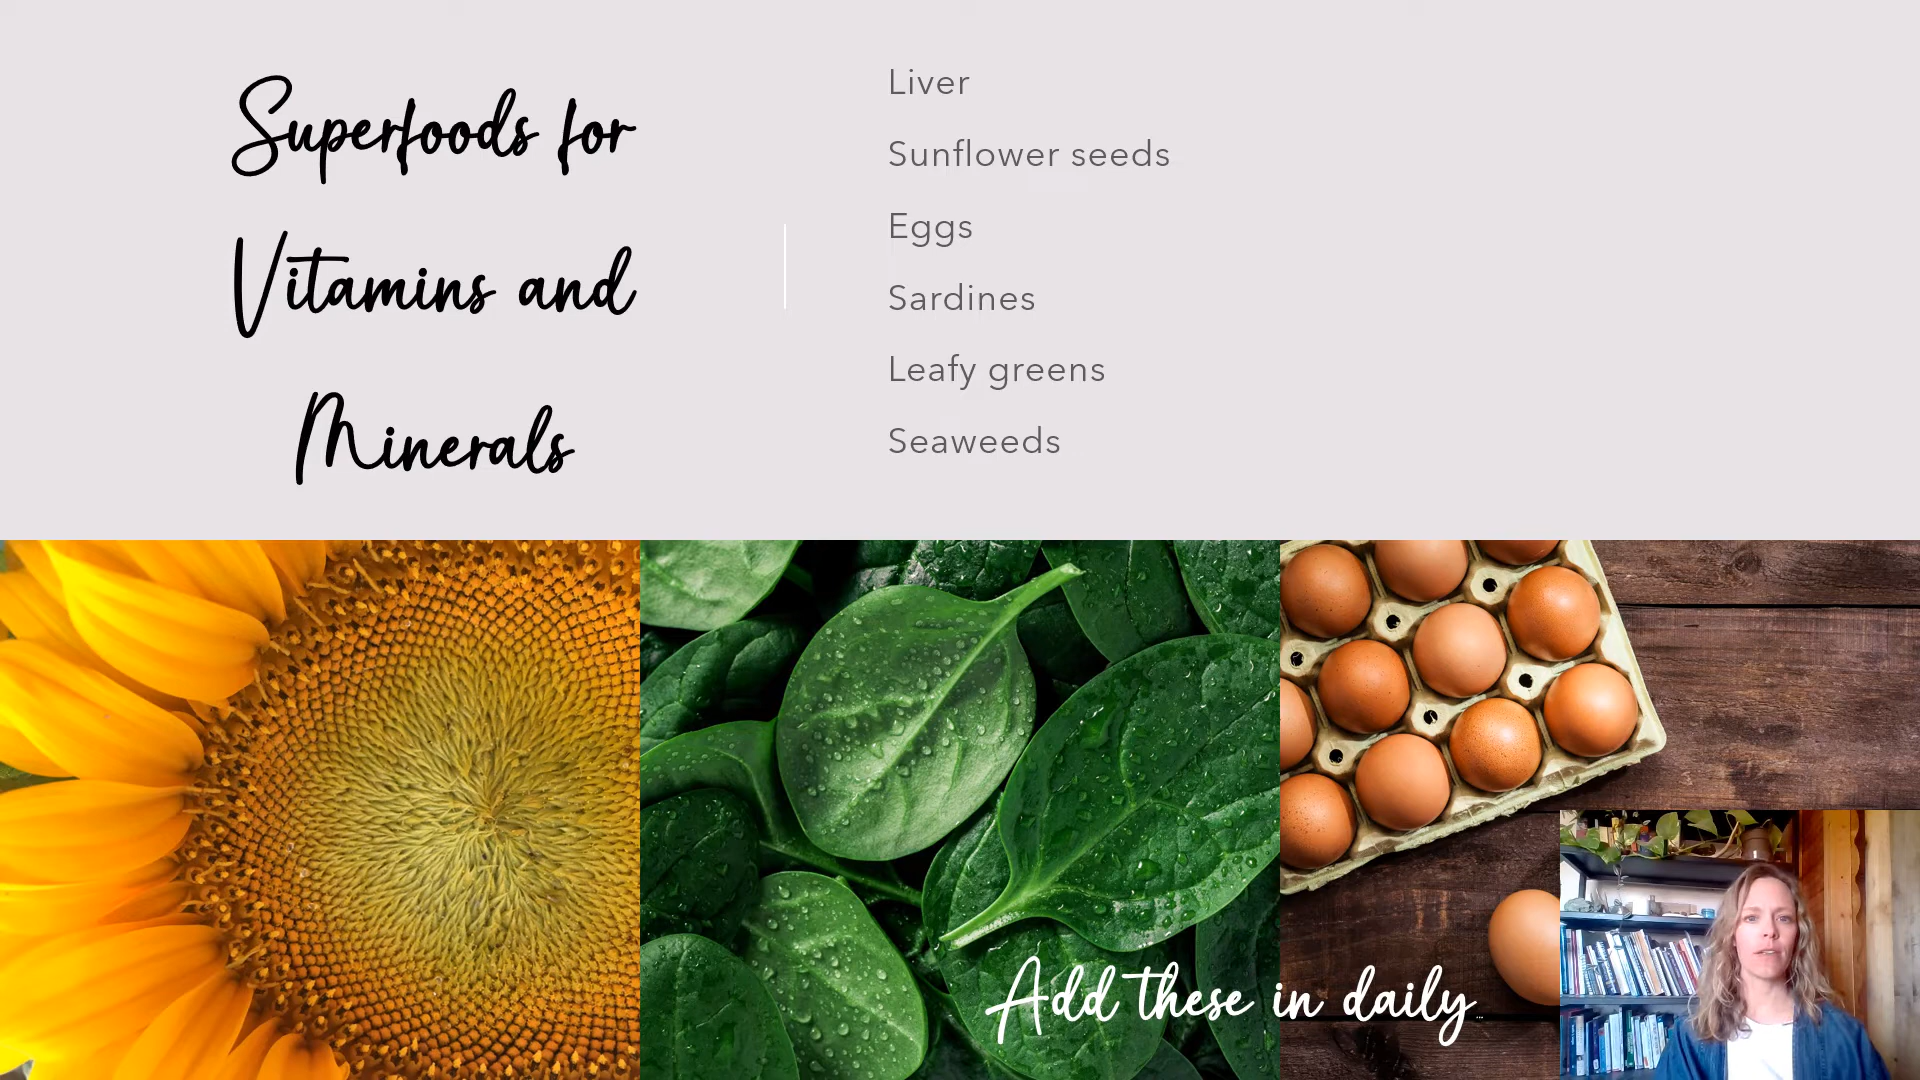 Superfoods for
Vitamins and
Minerals
Liver
Sunflower seeds
Eggs
Sardines
Leafy greens
Seaweeds
Add these in daily...